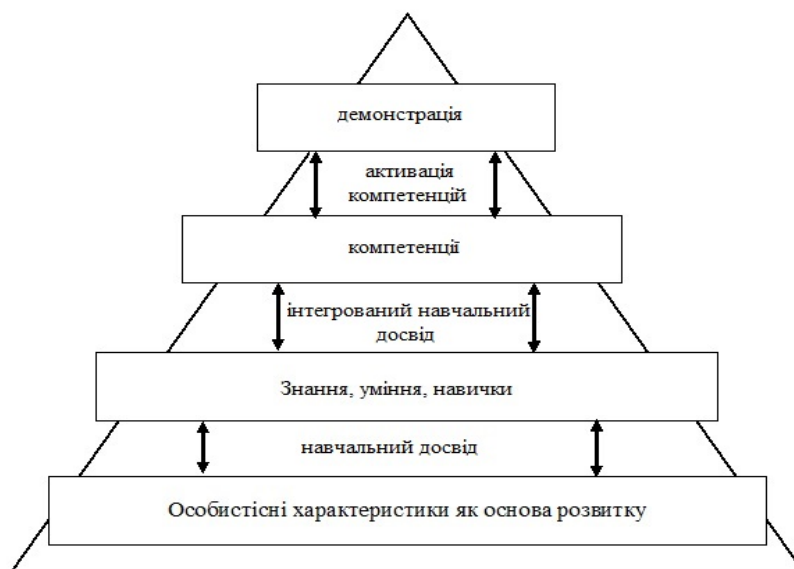 демонстрація
активація
компетенцій
компетенції
інтегрований навчальний
досвід
Знання, уміння, навички
навчальний досвід
Особистісні характеристики як основа розвитку